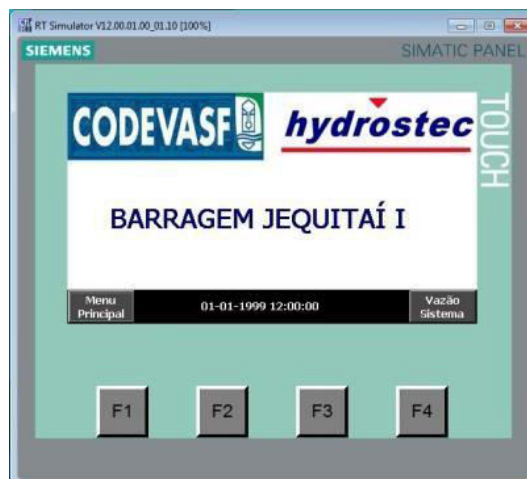 RT Simulator V12.00.01.00_01.10 [100%]
SIEMENS
SIMATIC PANEL
TOUCH
CODEVASF
hydrostec
BARRAGEM JEQUITAÍ I
Menu
Principal
01-01-1999 12:00:00
Vazão
Sistema
F1
F2
F3
F4